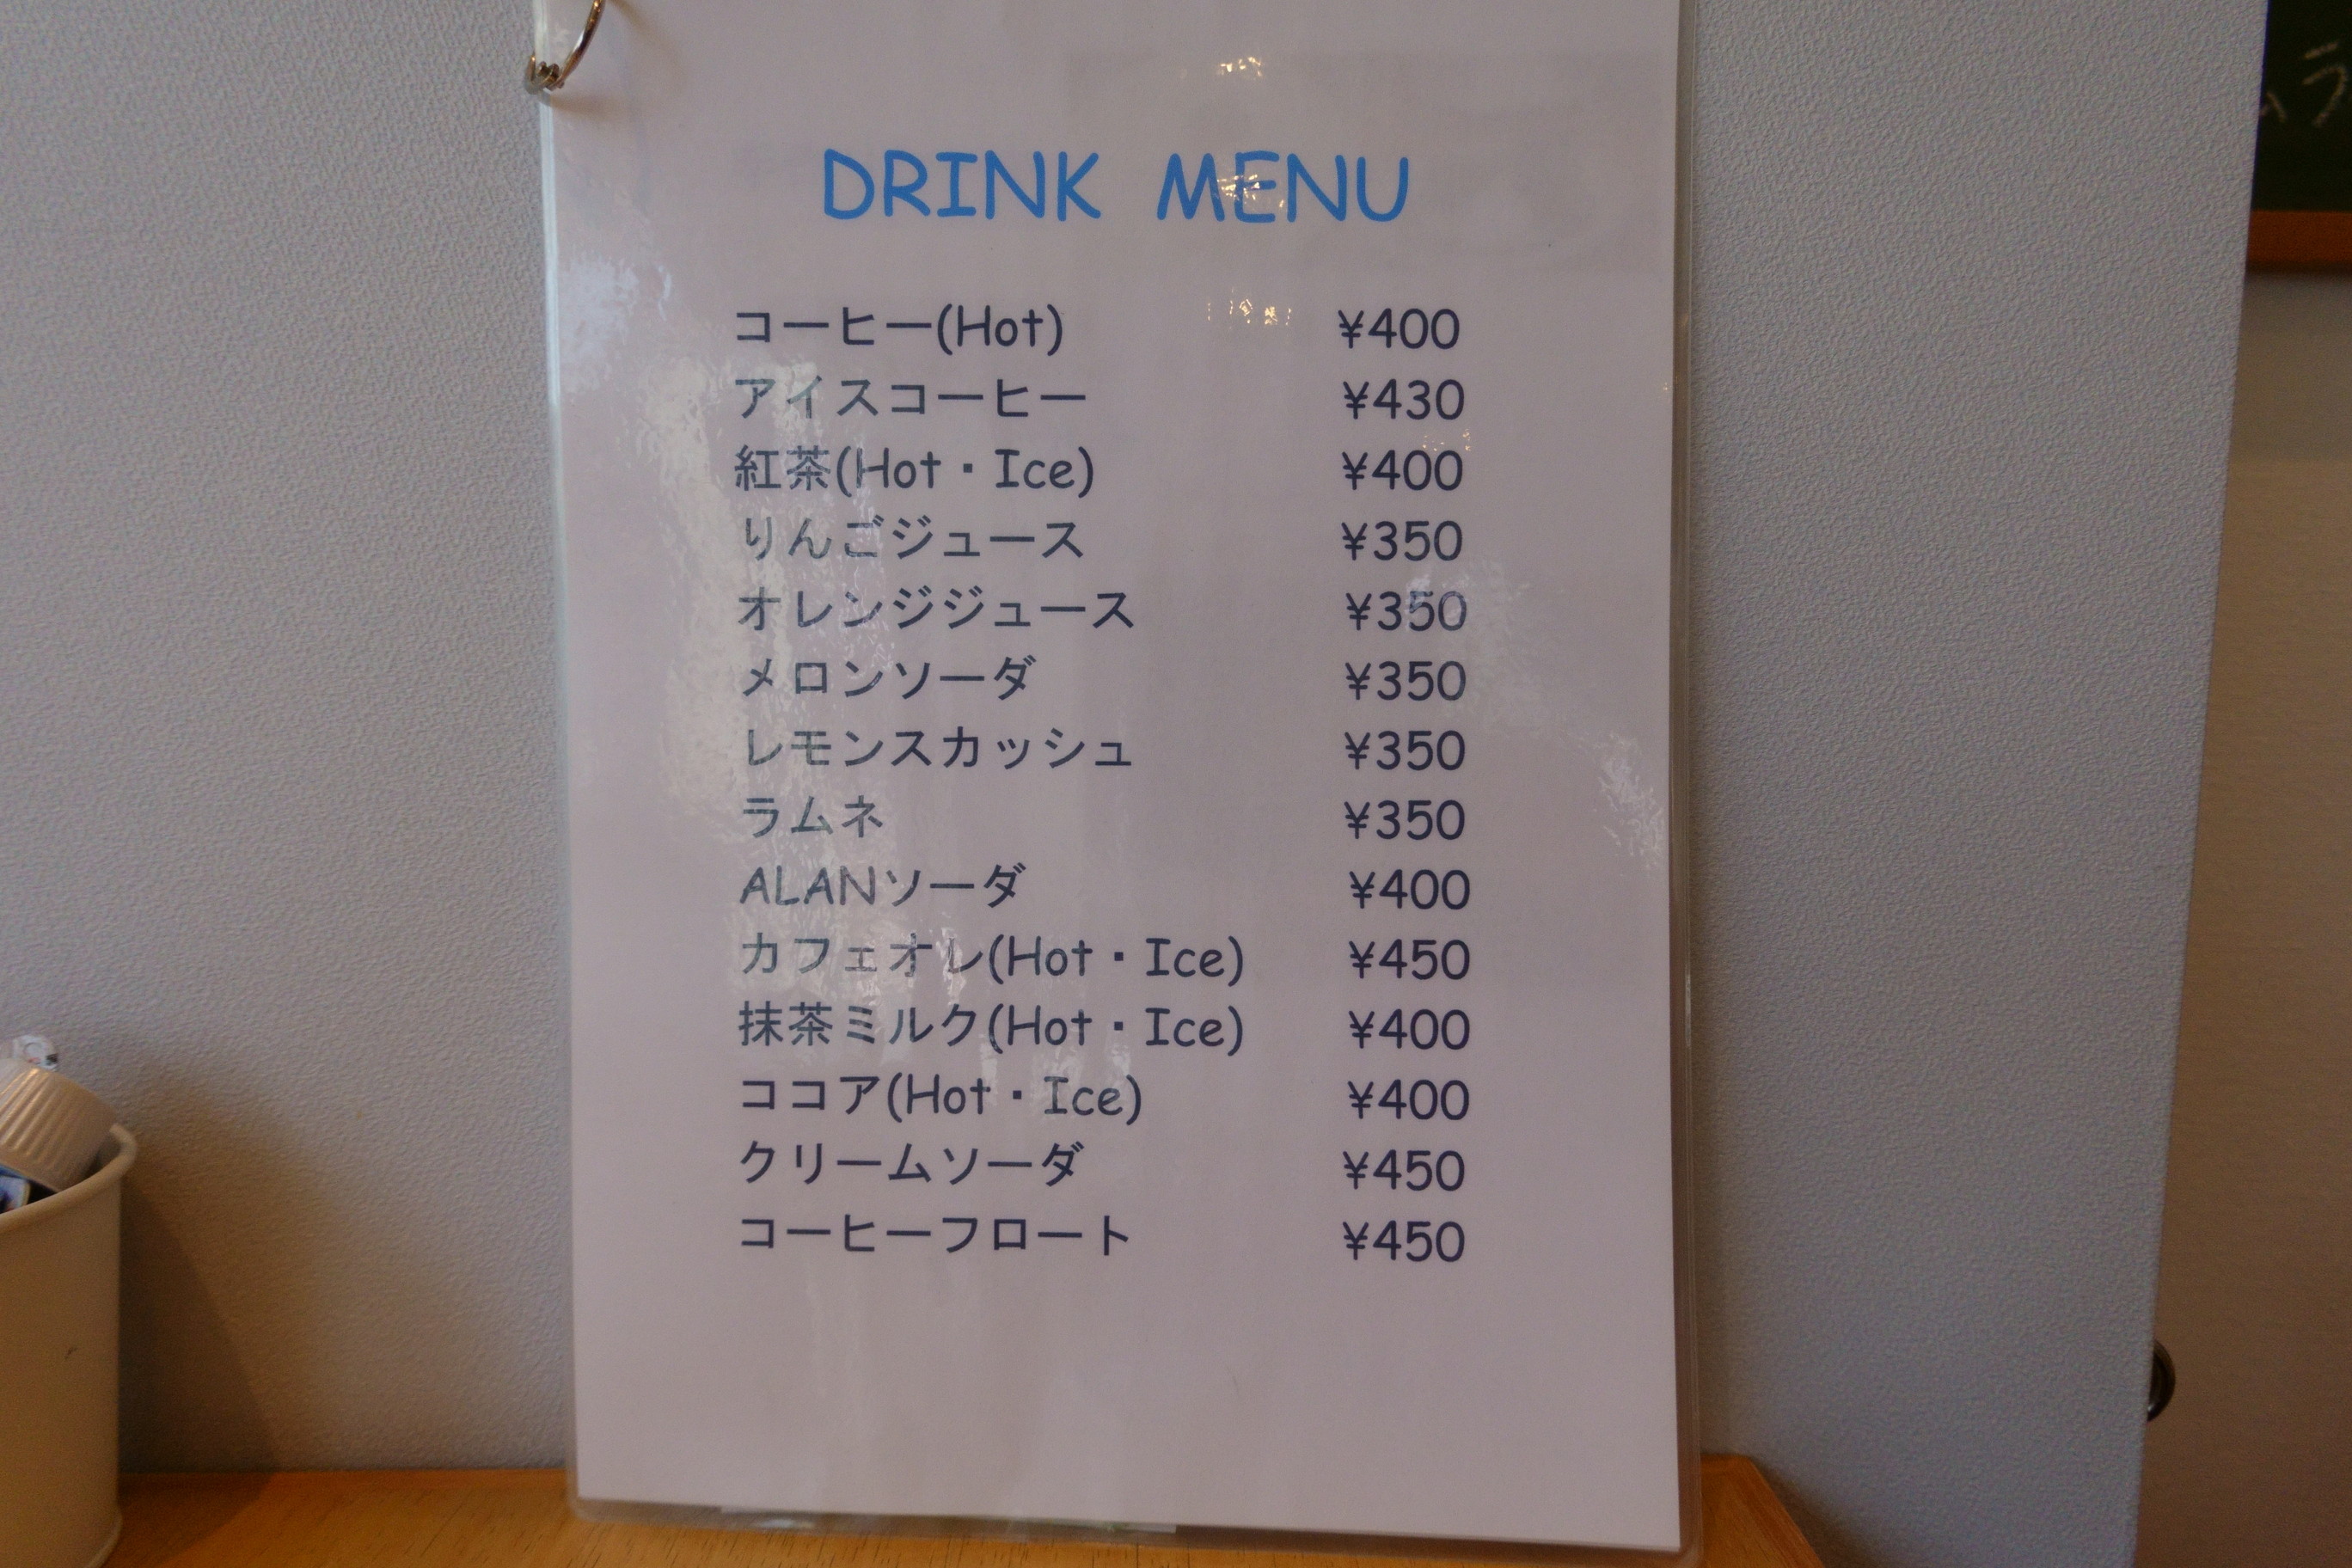 DRINK MENU
コーヒー(Hot) ¥400
アイスコーヒー ¥430
紅茶(Hot・Ice) ¥400
りんごジュース ¥350
オレンジジュース ¥350
メロンソーダ ¥350
レモンスカッシュ ¥350
ラムネ ¥350
ALANソーダ ¥400
カフェオレ(Hot・Ice) ¥450
抹茶ミルク(Hot・Ice) ¥400
ココア(Hot・Ice) ¥400
クリームソーダ ¥450
コーヒーフロート ¥450